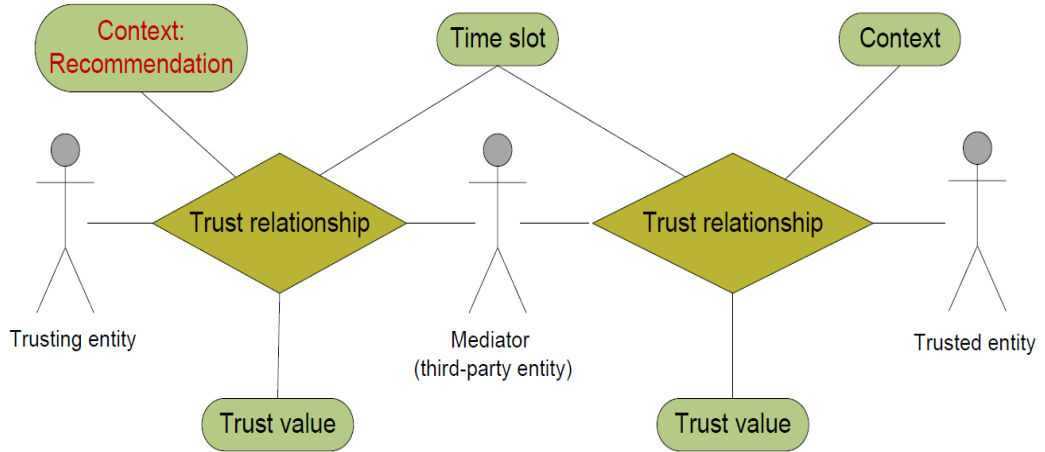 Context:
Recommendation
Time slot
Context
Trust relationship
Trust relationship
Trusting entity
Mediator
(third-party entity)
Trusted entity
Trust value
Trust value